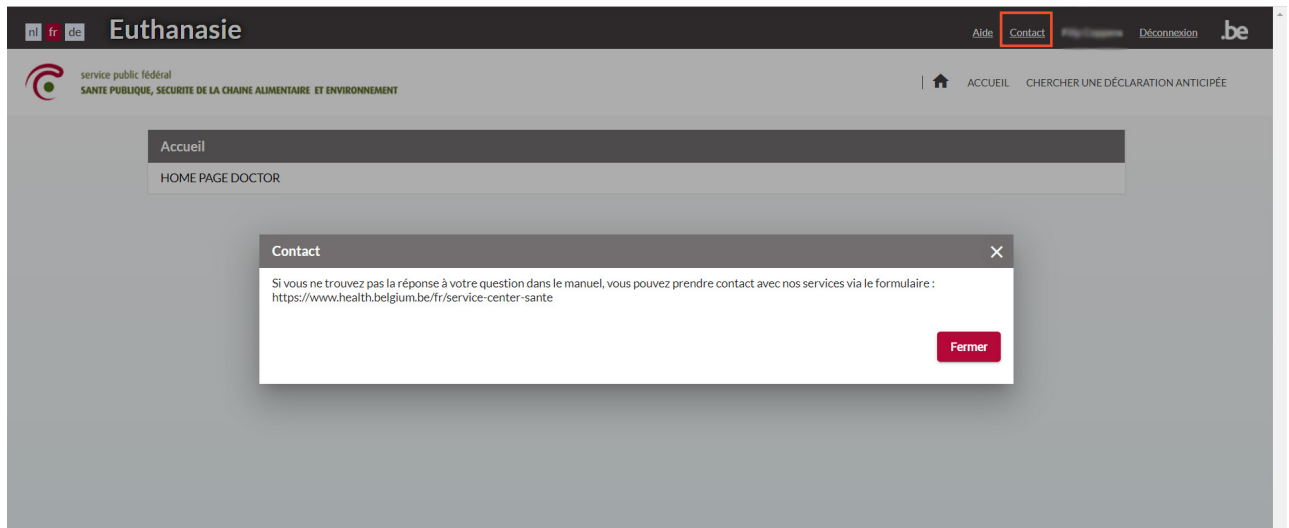 nl fr de Euthanasie Aide Contact Déconnexion .be
service public fédéral
SANTE PUBLIQUE, SECURITE DE LA CHAINE ALIMENTAIRE ET ENVIRONNEMENT
ACCUEIL CHERCHER UNE DÉCLARATION ANTICIPÉE
Accueil
HOME PAGE DOCTOR
Contact
Si vous ne trouvez pas la réponse à votre question dans le manuel, vous pouvez prendre contact avec nos services via le formulaire :
https://www.health.belgium.be/fr/service-center-sante
Fermer